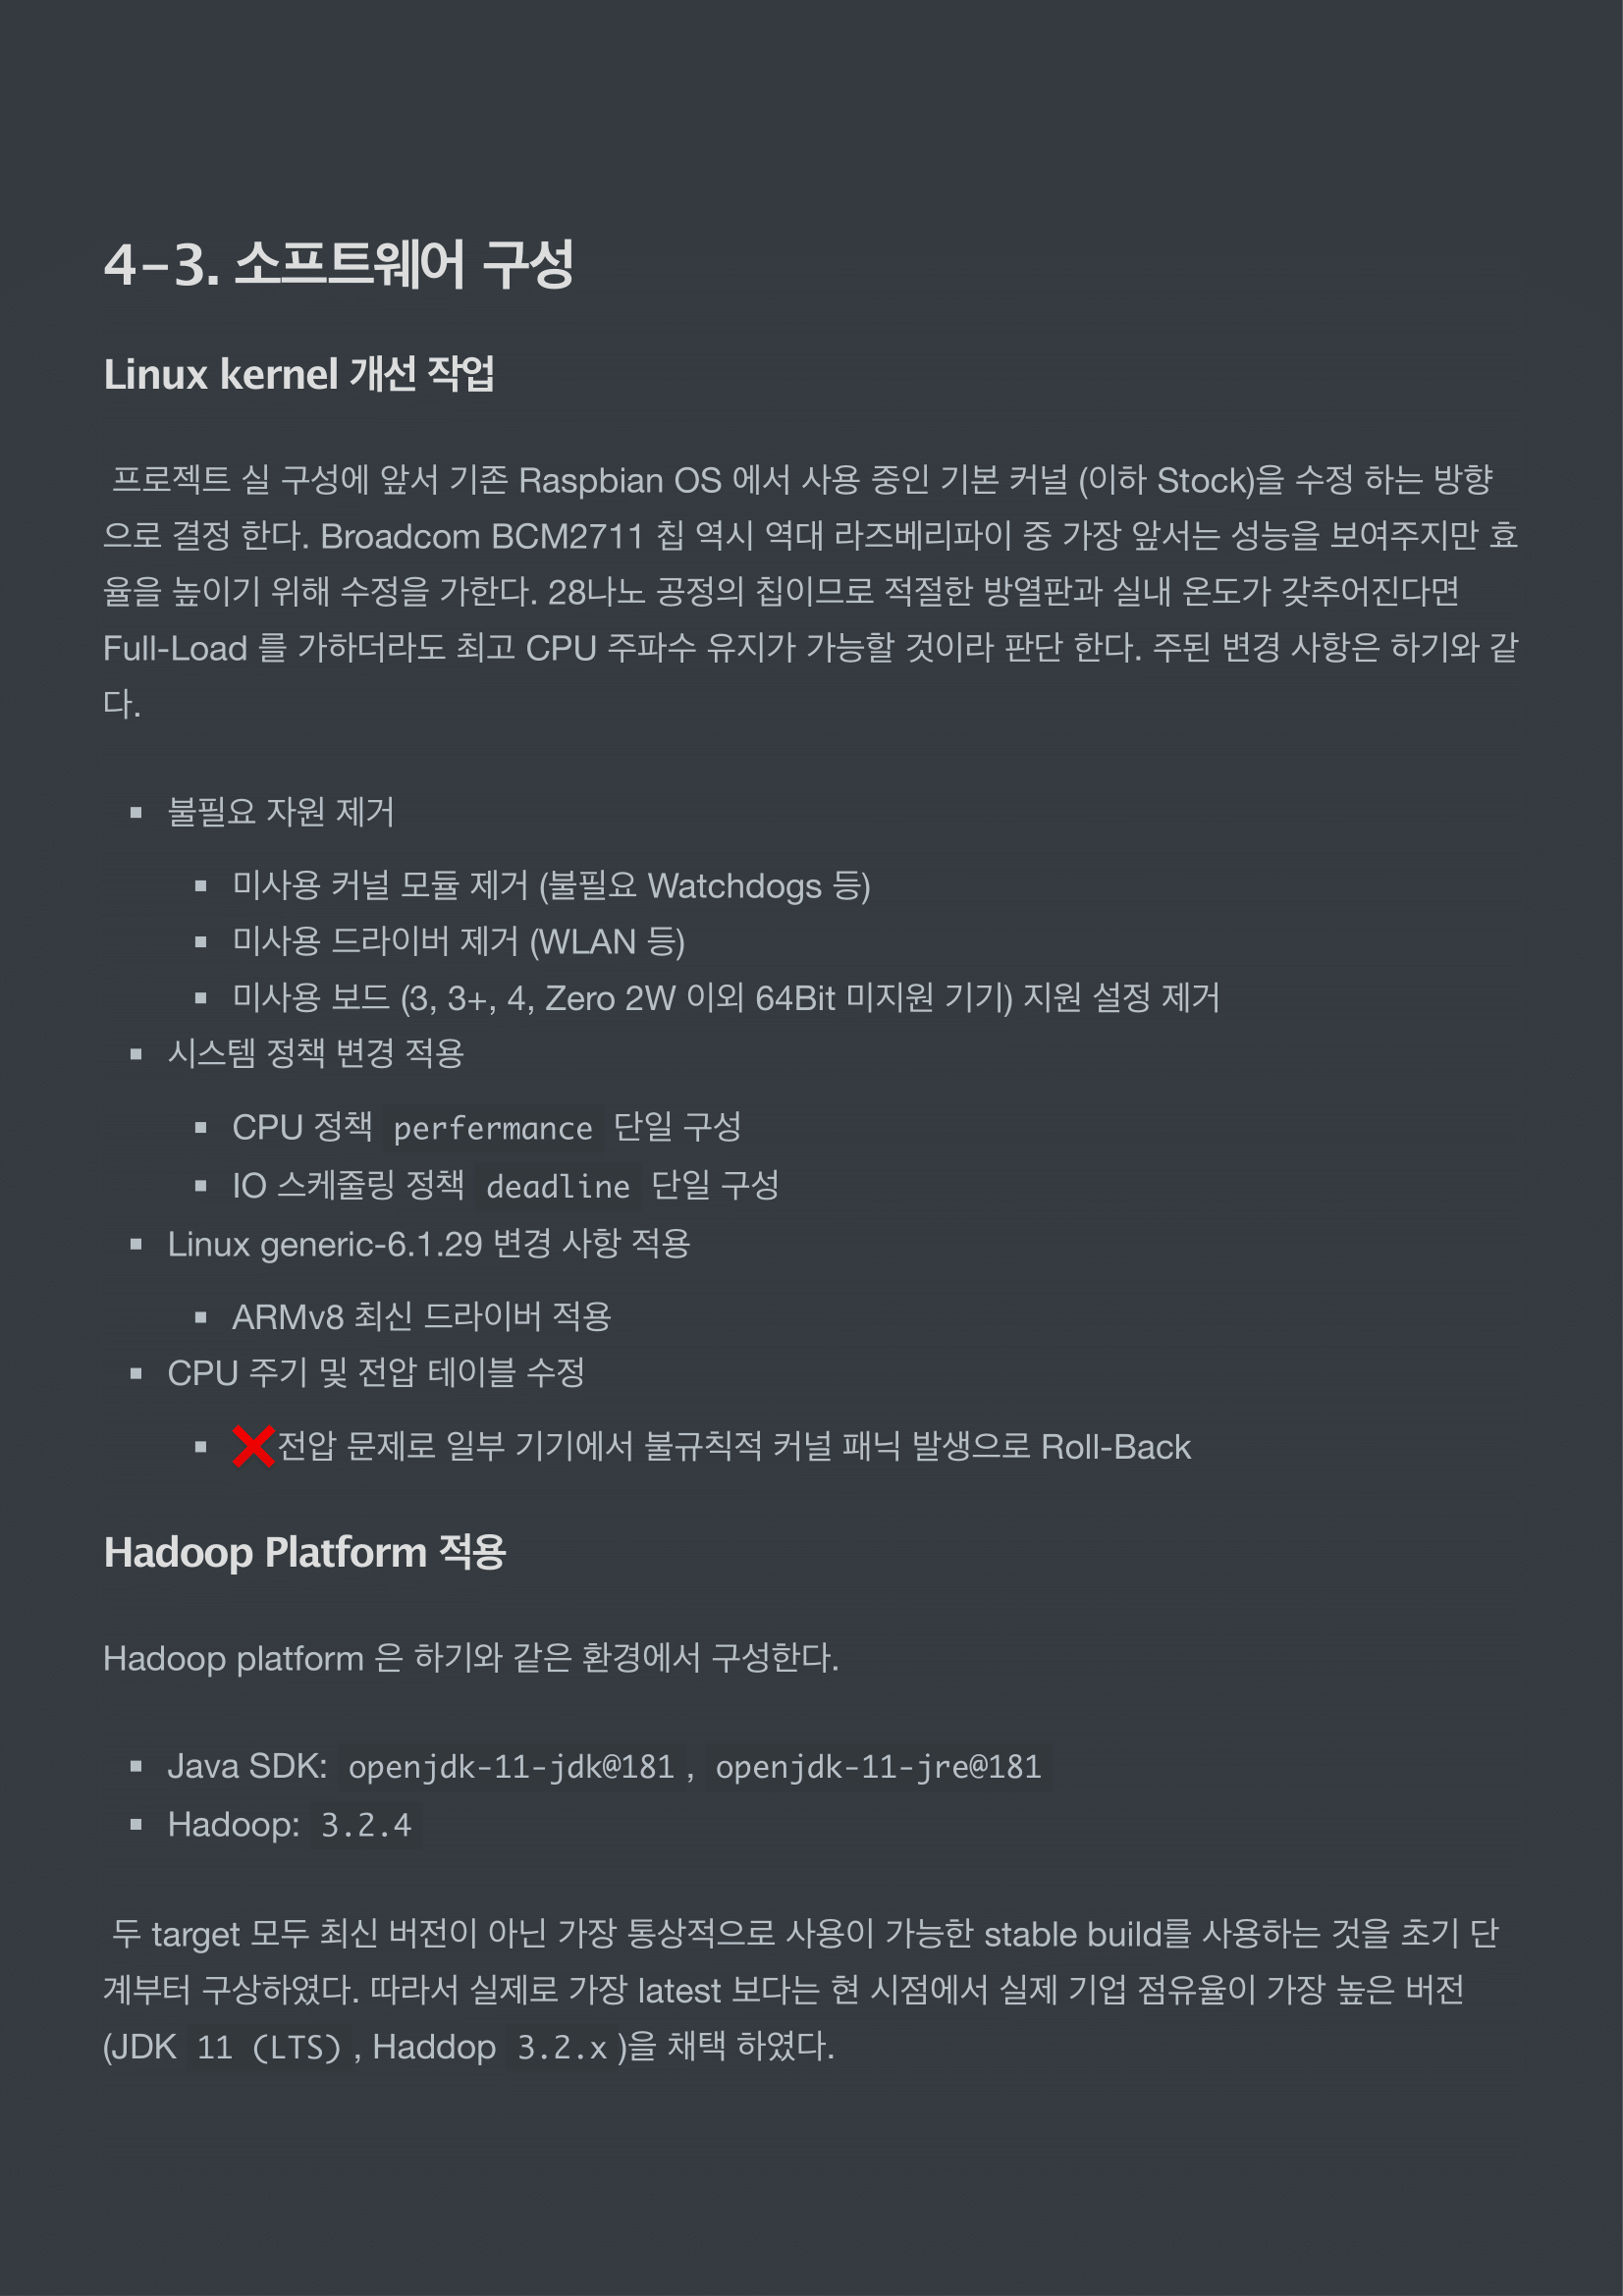 4-3. 소프트웨어 구성
Linux kernel 개선 작업
프로젝트 실 구성에 앞서 기존 Raspbian OS 에서 사용 중인 기본 커널 (이하 Stock)을 수정 하는 방향
으로 결정 한다. Broadcom BCM2711 칩 역시 역대 라즈베리파이 중 가장 앞서는 성능을 보여주지만 효
율을 높이기 위해 수정을 가한다. 28나노 공정의 칩이므로 적절한 방열판과 실내 온도가 갖추어진다면
Full-Load 를 가하더라도 최고 CPU 주파수 유지가 가능할 것이라 판단 한다. 주된 변경 사항은 하기와 같
다.
▪ 불필요 자원 제거
▪ 미사용 커널 모듈 제거 (불필요 Watchdogs 등)
▪ 미사용 드라이버 제거 (WLAN 등)
▪ 미사용 보드 (3, 3+, 4, Zero 2W 이외 64Bit 미지원 기기) 지원 설정 제거
▪ 시스템 정책 변경 적용
▪ CPU 정책 perfermance 단일 구성
▪ IO 스케줄링 정책 deadline 단일 구성
▪ Linux generic-6.1.29 변경 사항 적용
▪ ARMv8 최신 드라이버 적용
▪ CPU 주기 및 전압 테이블 수정
▪ ❌전압 문제로 일부 기기에서 불규칙적 커널 패닉 발생으로 Roll-Back
Hadoop Platform 적용
Hadoop platform 은 하기와 같은 환경에서 구성한다.
▪ Java SDK: openjdk-11-jdk@181 , openjdk-11-jre@181
▪ Hadoop: 3.2.4
두 target 모두 최신 버전이 아닌 가장 통상적으로 사용이 가능한 stable build를 사용하는 것을 초기 단
계부터 구상하였다. 따라서 실제로 가장 latest 보다는 현 시점에서 실제 기업 점유율이 가장 높은 버전
(JDK 11 (LTS) , Haddop 3.2.x )을 채택 하였다.